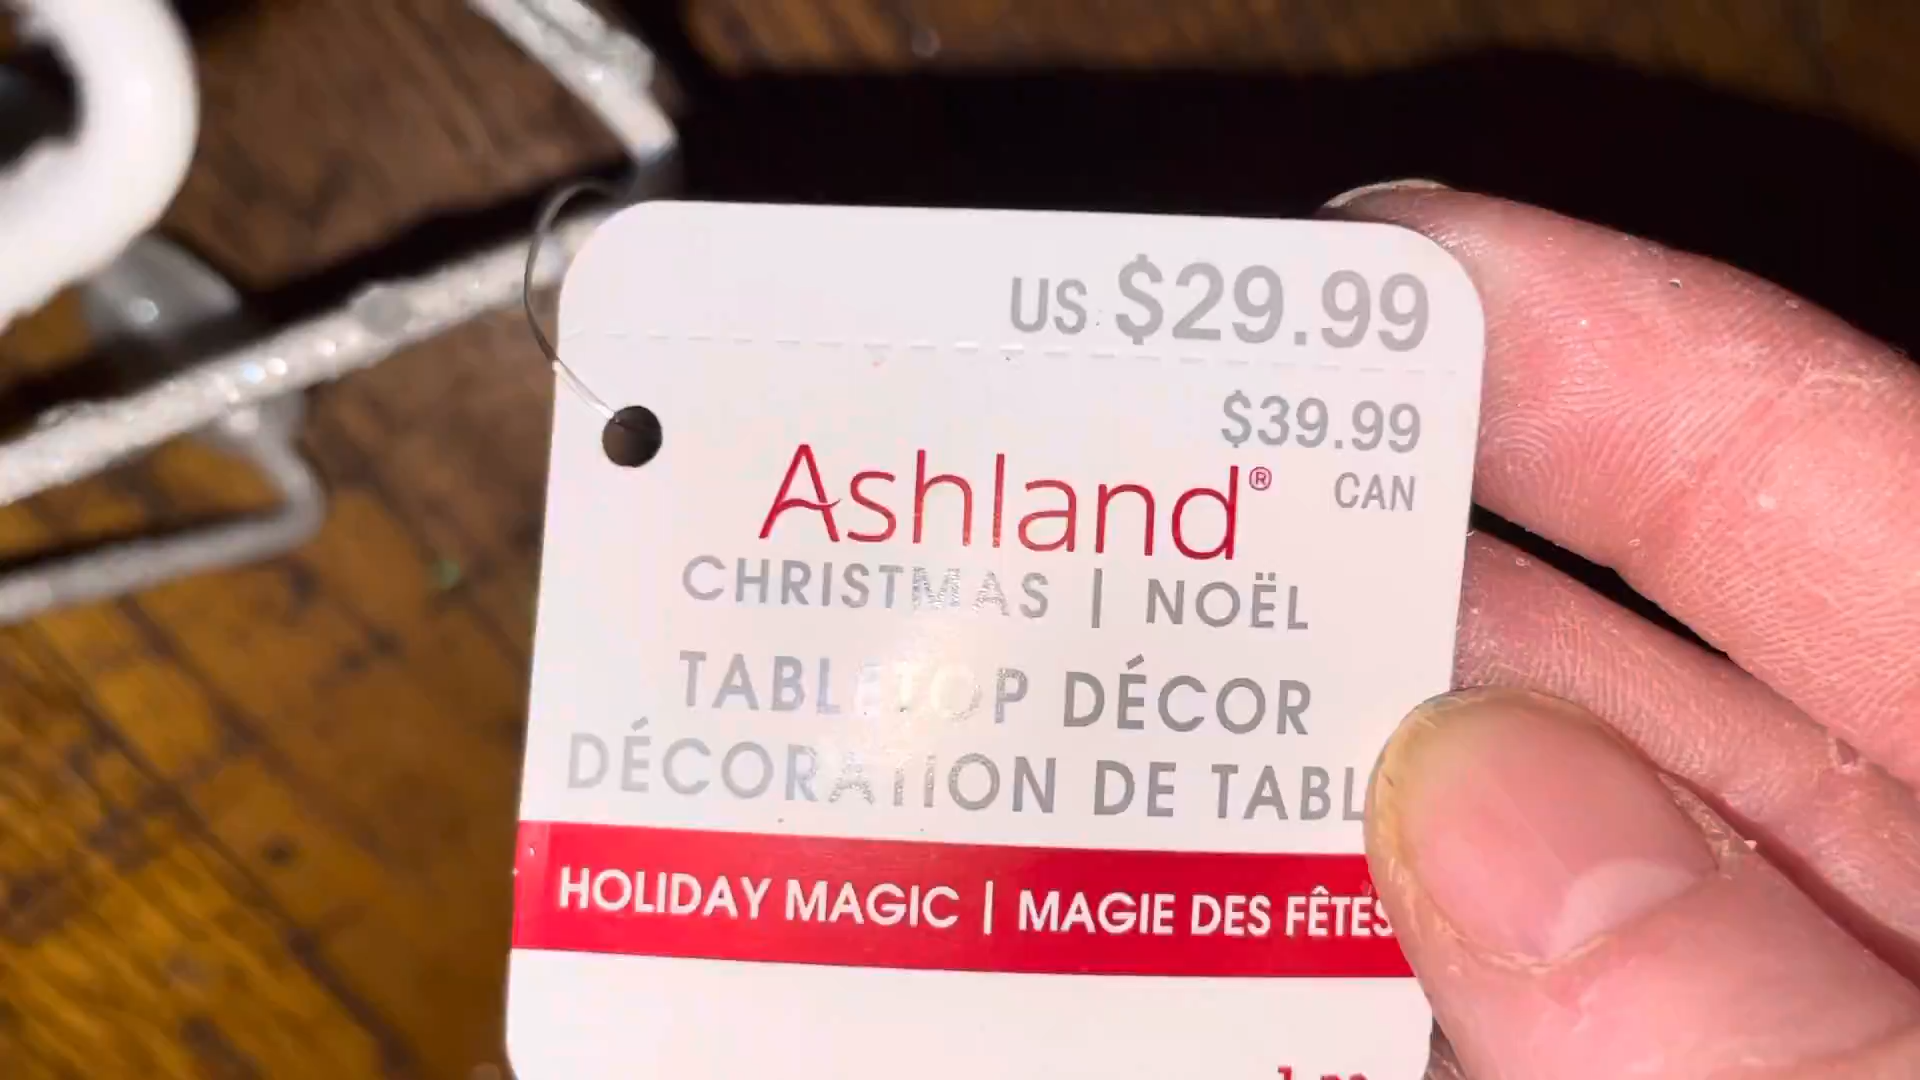 US $29.99
$39.99
CAN
Ashland®
CHRISTMAS | NOËL
TABLETOP DÉCOR
DÉCORATION DE TABL
HOLIDAY MAGIC | MAGIE DES FÊTES